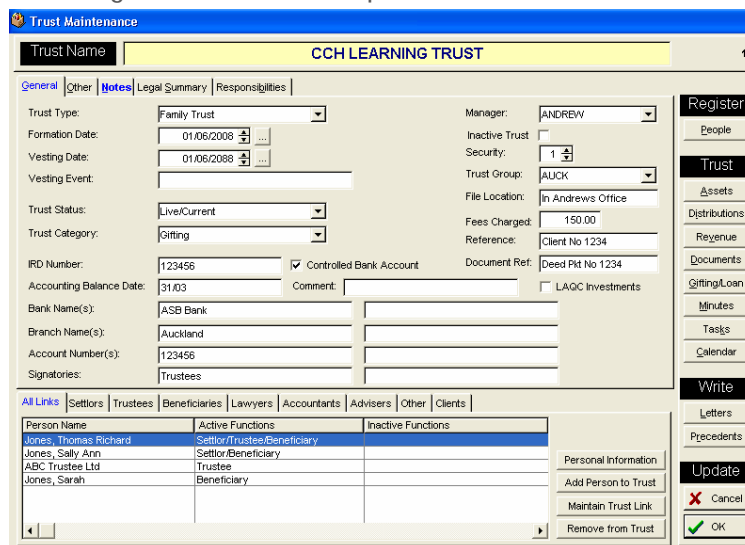 Trust Maintenance
Trust Name CCH LEARNING TRUST
General Other Notes Legal Summary Responsibilities
Trust Type: Family Trust Manager: ANDREW
Formation Date: 01/06/2008 ... Inactive Trust
Vesting Date: 01/06/2088 ... Security: 1
Vesting Event: Trust Group: AUCK
File Location: In Andrews Office
Trust Status: Live/Current Fees Charged: 150.00
Trust Category: Gifting Reference: Client No 1234
IRD Number: 123456 Controlled Bank Account Document Ref: Deed Pkt No 1234
Accounting Balance Date: 31/03 Comment: LAQC Investments
Bank Name(s): ASB Bank
Branch Name(s): Auckland
Account Number(s): 123456
Signatories: Trustees
All Links Settlors Trustees Beneficiaries Lawyers Accountants Advisers Other Clients
Person Name Active Functions Inactive Functions
Jones, Thomas Richard Settlor/Trustee/Beneficiary
Jones, Sally Ann Settlor/Beneficiary
ABC Trustee Ltd Trustee
Jones, Sarah Beneficiary
Personal Information
Add Person to Trust
Maintain Trust Link
Remove from Trust
Register
People
Trust
Assets
Distributions
Revenue
Documents
Gifting/Loan
Minutes
Tasks
Calendar
Write
Letters
Precedents
Update
Cancel
OK